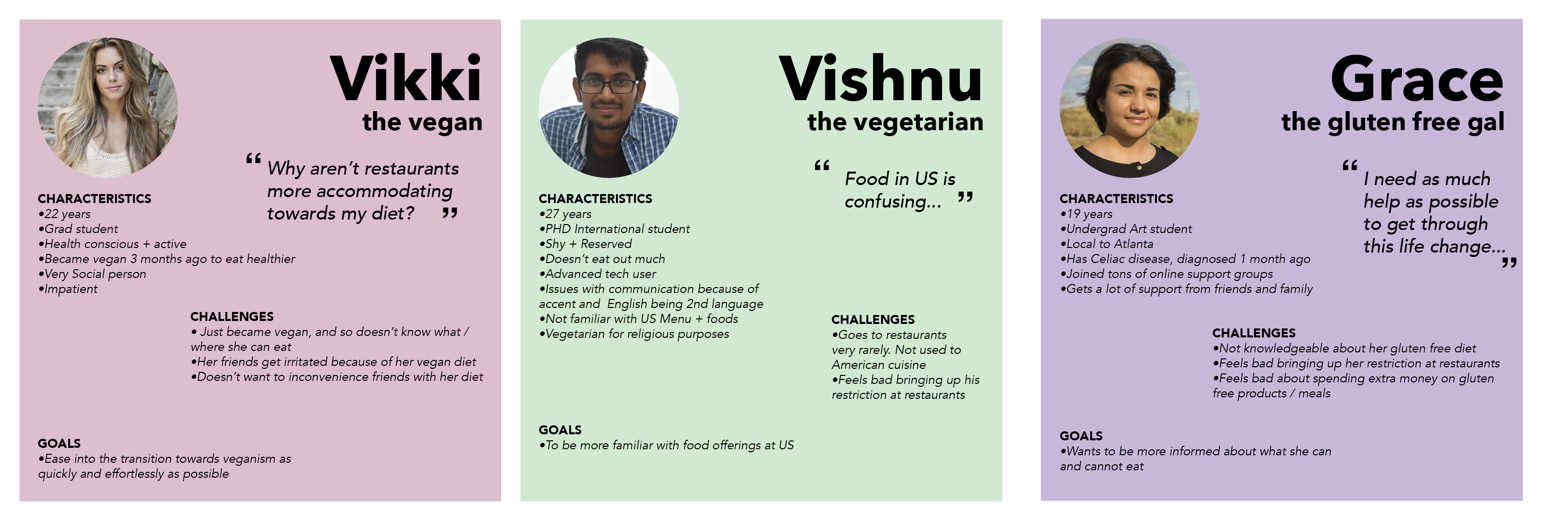 Vikki
the vegan
“ Why aren’t restaurants
more accommodating
towards my diet? ”
CHARACTERISTICS
•22 years
•Grad student
•Health conscious + active
•Became vegan 3 months ago to eat healthier
•Very Social person
•Impatient
CHALLENGES
• Just became vegan, and so doesn’t know what /
where she can eat
•Her friends get irritated because of her vegan diet
•Doesn’t want to inconvenience friends with her diet
GOALS
•Ease into the transition towards veganism as
quickly and effortlessly as possible
Vishnu
the vegetarian
“ Food in US is
confusing... ”
CHARACTERISTICS
•27 years
•PHD International student
•Shy + Reserved
•Doesn’t eat out much
•Advanced tech user
•Issues with communication because of
accent and English being 2nd language
•Not familiar with US Menu + foods
•Vegetarian for religious purposes
CHALLENGES
•Goes to restaurants
very rarely. Not used to
American cuisine
•Feels bad bringing up his
restriction at restaurants
GOALS
•To be more familiar with food offerings at US
Grace
the gluten free gal
“ I need as much
help as possible
to get through
this life change... ”
CHARACTERISTICS
•19 years
•Undergrad Art student
•Local to Atlanta
•Has Celiac disease, diagnosed 1 month ago
•Joined tons of online support groups
•Gets a lot of support from friends and family
CHALLENGES
•Not knowledgeable about her gluten free diet
•Feels bad bringing up her restriction at restaurants
•Feels bad about spending extra money on gluten
free products / meals
GOALS
•Wants to be more informed about what she can
and cannot eat